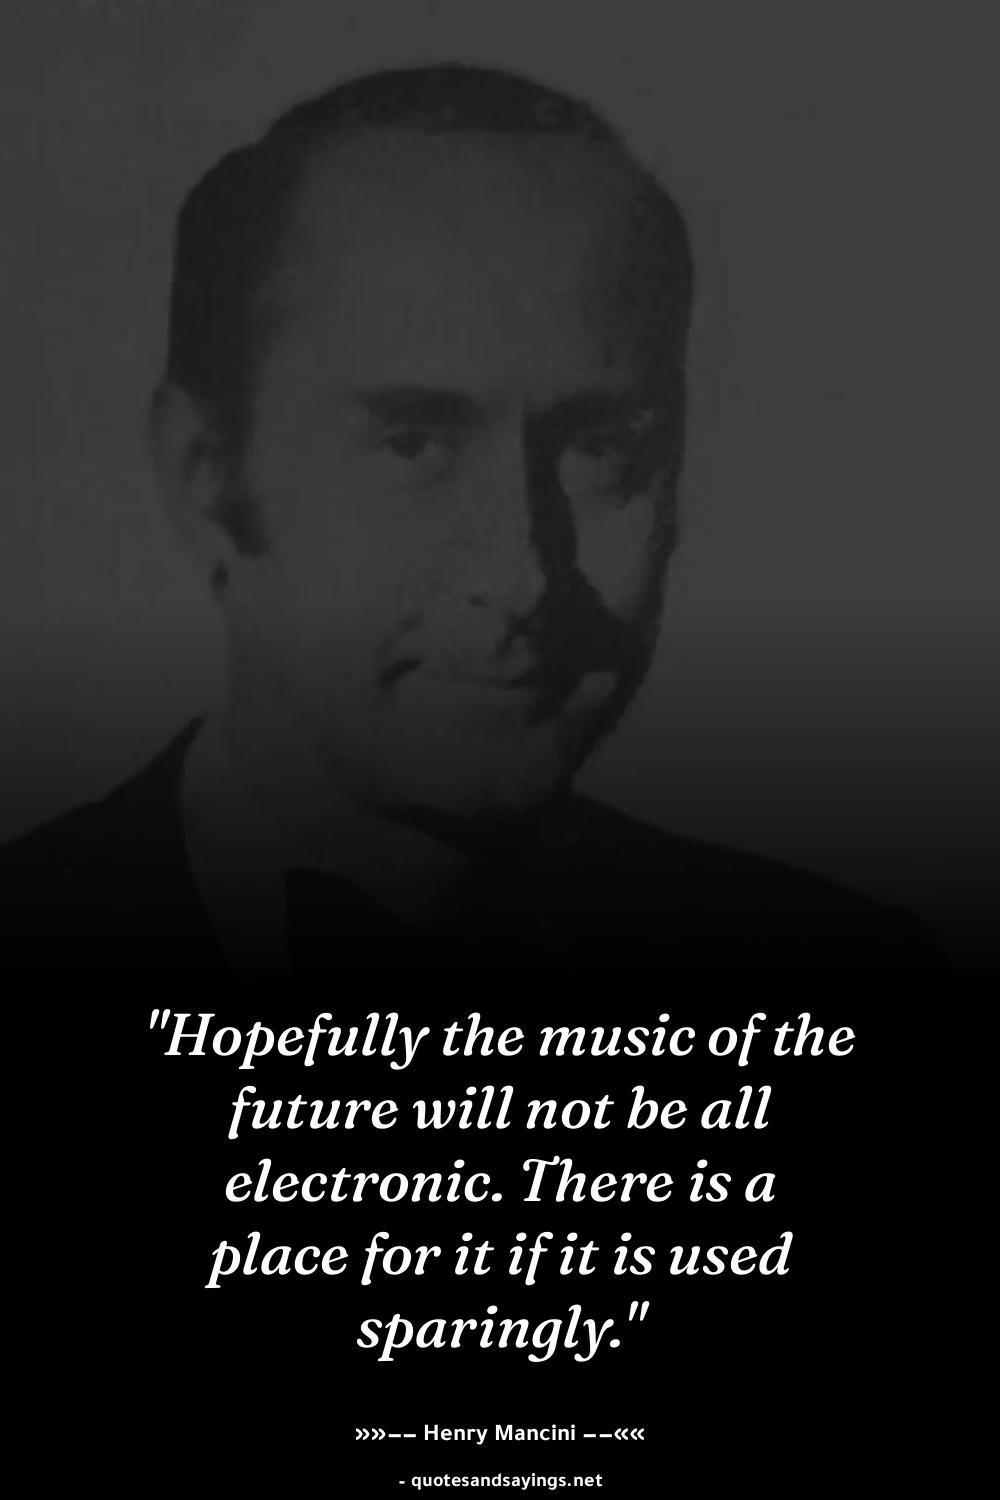 "Hopefully the music of the
future will not be all
electronic. There is a
place for it if it is used
sparingly."
»»–– Henry Mancini ––««
- quotesandsayings.net